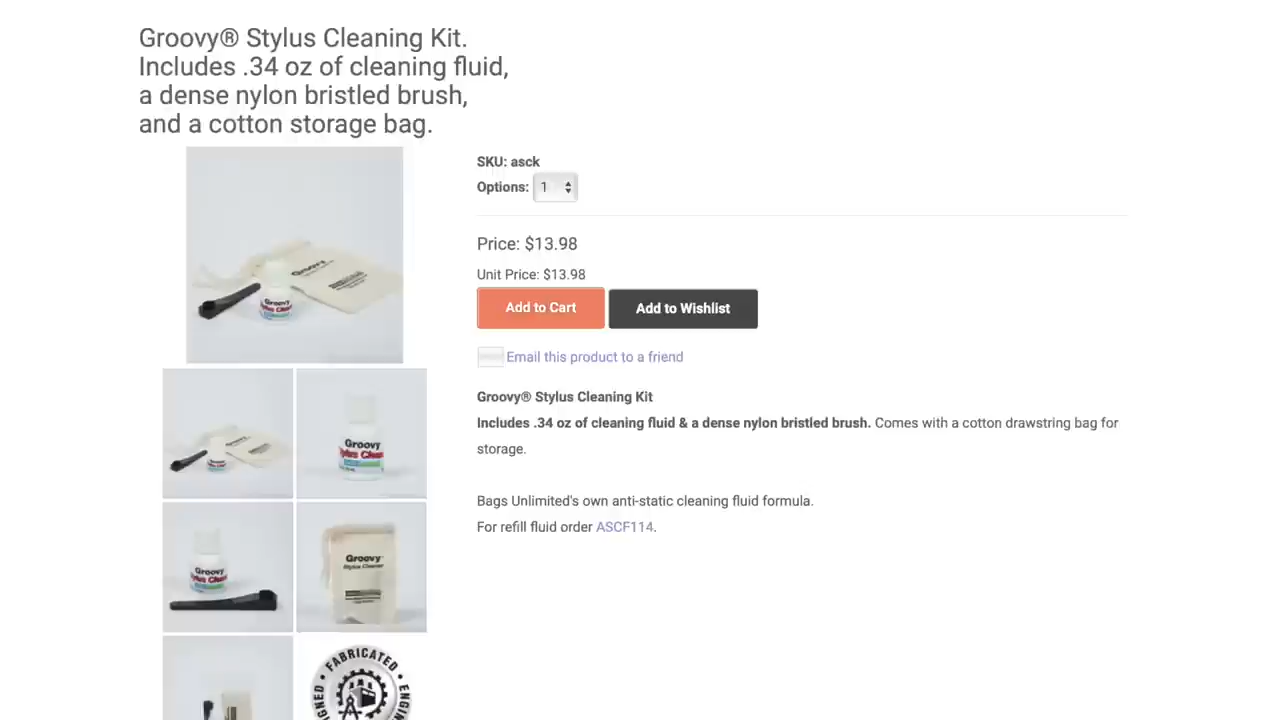 Groovy® Stylus Cleaning Kit.
Includes .34 oz of cleaning fluid,
a dense nylon bristled brush,
and a cotton storage bag.
SKU: asck
Options: 1
Price: $13.98
Unit Price: $13.98
Add to Cart
Add to Wishlist
Email this product to a friend
Groovy® Stylus Cleaning Kit
Includes .34 oz of cleaning fluid & a dense nylon bristled brush. Comes with a cotton drawstring bag for
storage.
Bags Unlimited's own anti-static cleaning fluid formula.
For refill fluid order ASCF114.
Groovy
Groovy
Groovy
Groovy
Groovy
Stylus Cleaner
FABRICATED